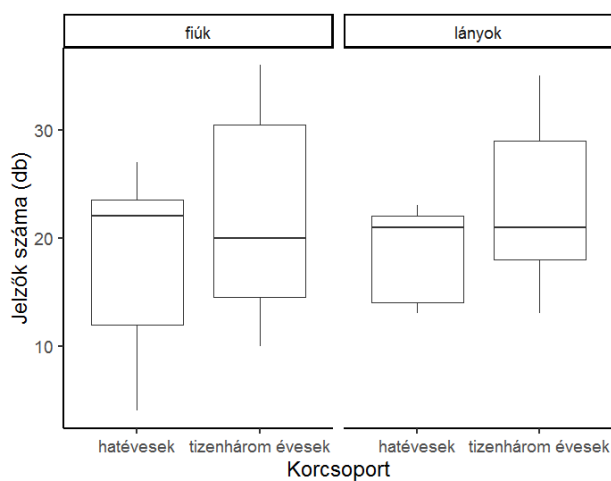 fiúk
lányok
Jelzők száma (db)
30
20
10
hatévesek
tizenhárom évesek
hatévesek
tizenhárom évesek
Korcsoport